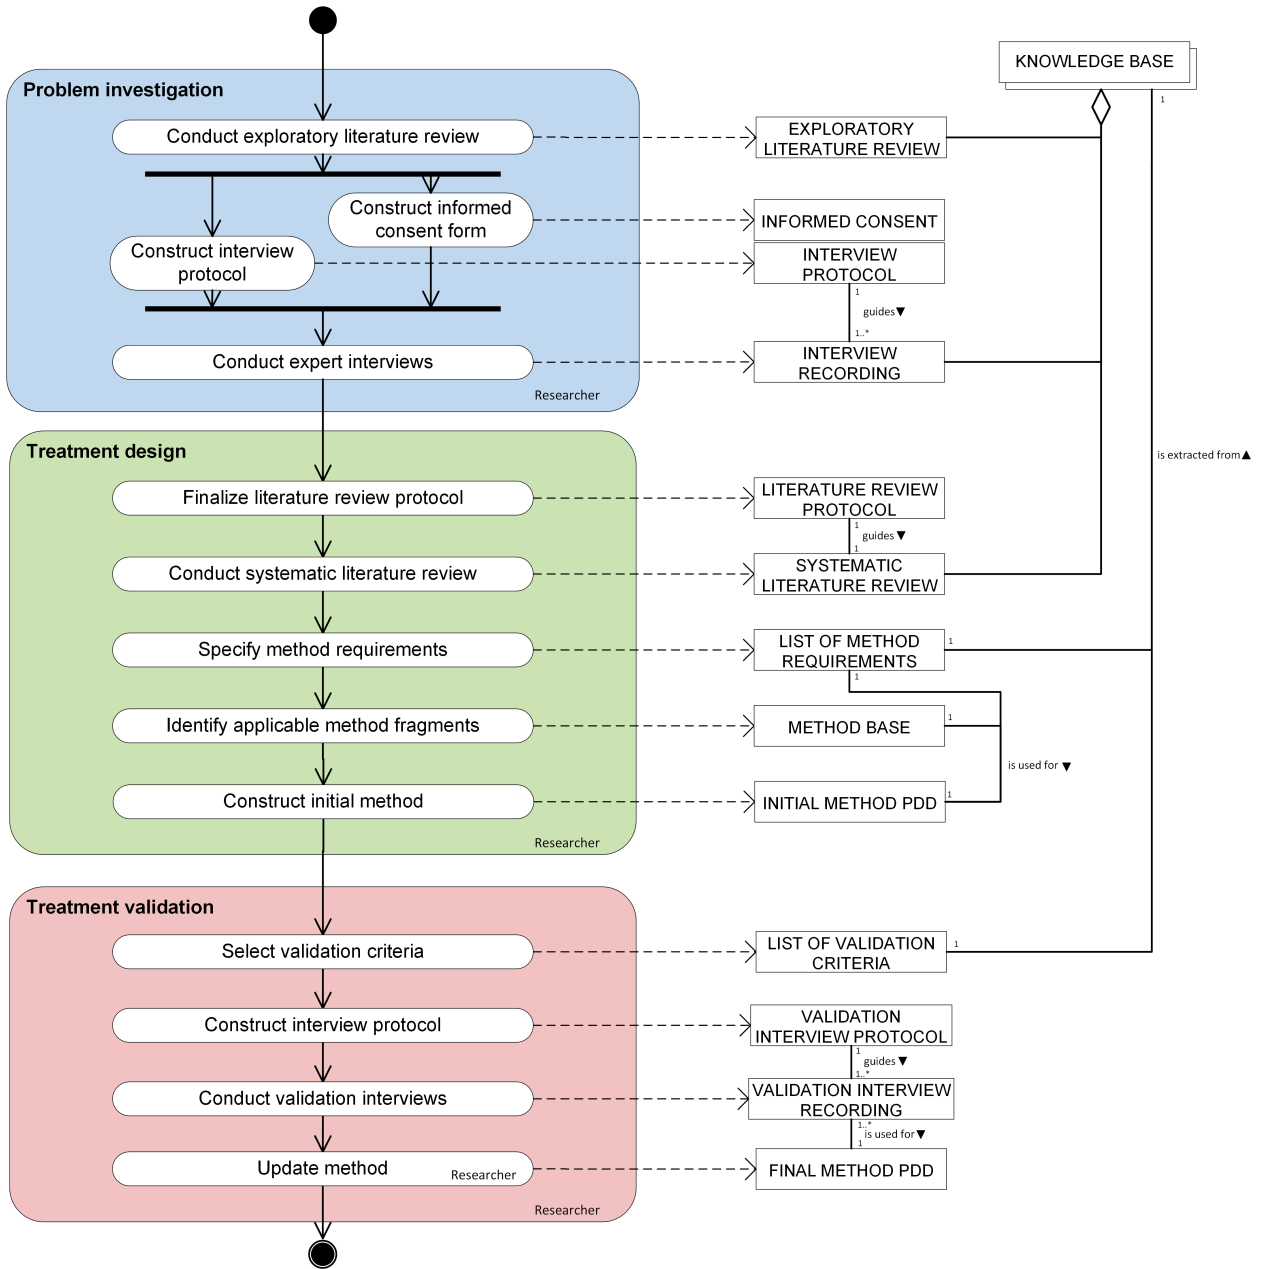 KNOWLEDGE BASE
1
Problem investigation
Conduct exploratory literature review
EXPLORATORY
LITERATURE REVIEW
Construct informed
consent form
INFORMED CONSENT
Construct interview
protocol
INTERVIEW
PROTOCOL
1
guides▼
1..*
Conduct expert interviews
INTERVIEW
RECORDING
Researcher
is extracted from▲
Treatment design
Finalize literature review protocol
LITERATURE REVIEW
PROTOCOL
1
guides ▼
1
Conduct systematic literature review
SYSTEMATIC
LITERATURE REVIEW
Specify method requirements
LIST OF METHOD
REQUIREMENTS
1
1
Identify applicable method fragments
METHOD BASE
1
is used for ▼
Construct initial method
INITIAL METHOD PDD
1
Researcher
Treatment validation
Select validation criteria
LIST OF VALIDATION
CRITERIA
1
Construct interview protocol
VALIDATION
INTERVIEW PROTOCOL
1
guides ▼
1..*
Conduct validation interviews
VALIDATION INTERVIEW
RECORDING
1..*
is used for▼
1
Update method
Researcher
FINAL METHOD PDD
Researcher